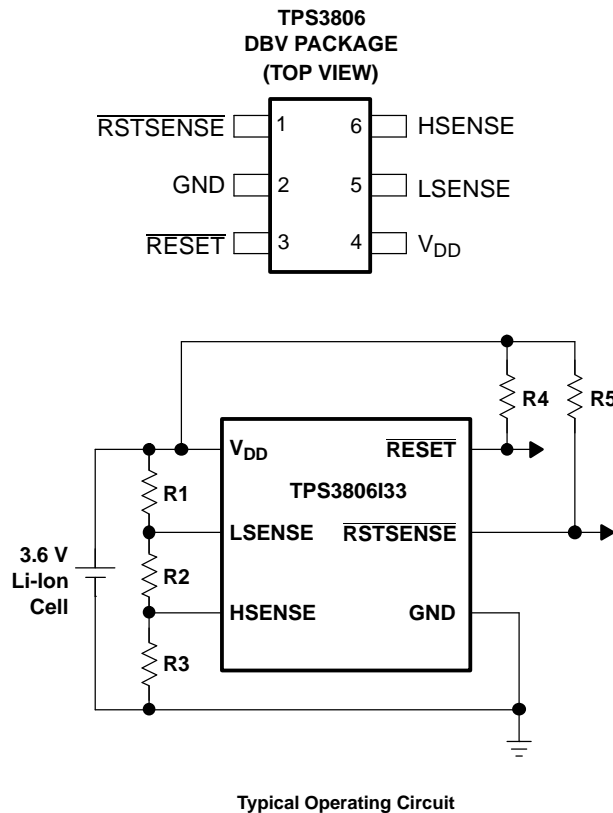 TPS3806
DBV PACKAGE
(TOP VIEW)
RSTSENSE 1 6 HSENSE
GND 2 5 LSENSE
RESET 3 4 VDD
R4 R5
VDD RESET
R1 TPS3806I33
LSENSE RSTSENSE
3.6 V
Li-Ion
Cell
R2
HSENSE GND
R3
Typical Operating Circuit